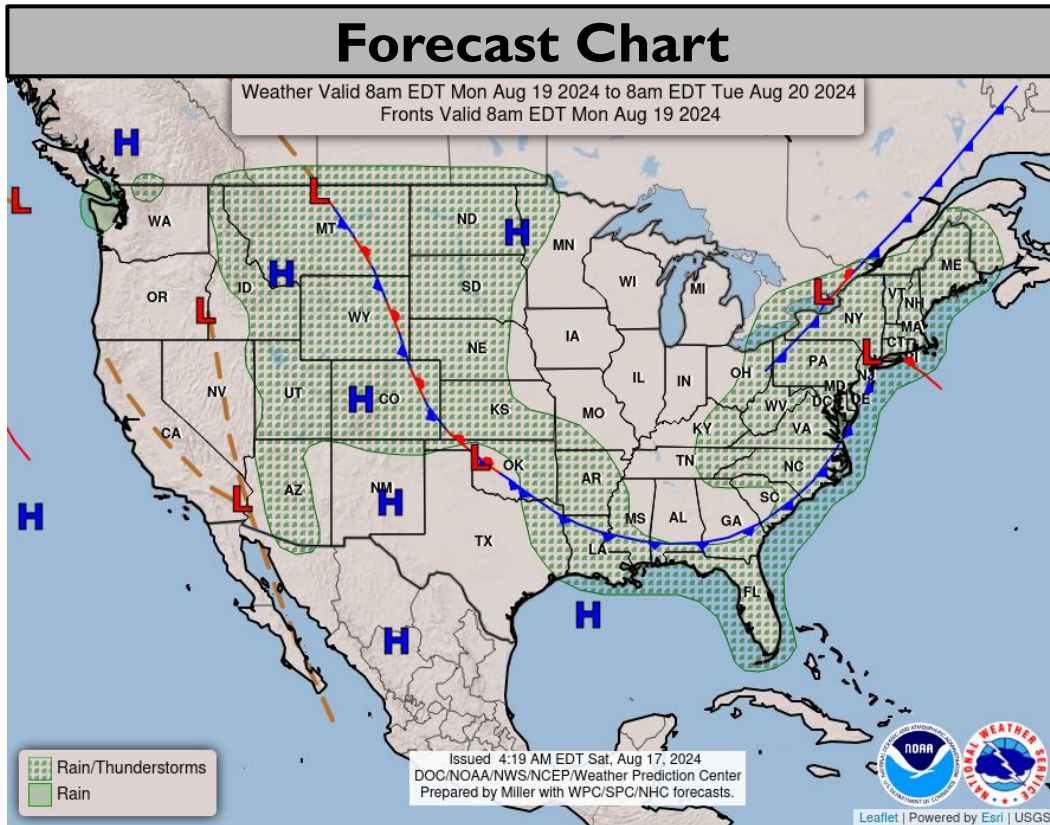 Forecast Chart
Weather Valid 8am EDT Mon Aug 19 2024 to 8am EDT Tue Aug 20 2024
Fronts Valid 8am EDT Mon Aug 19 2024
H
L
WA
L
MT
ND
H
MN
ME
H
ID
OR
L
WY
SD
WI
MI
L
NY
VT
NH
MA
CT
RI
IA
NE
L
PA
NJ
OH
NV
UT
H
CO
KS
IL
IN
MD
DE
DC
WV
VA
MO
KY
CA
L
OK
TN
NC
AZ
NM
H
AR
SC
L
H
MS
AL
GA
TX
LA
FL
H
H
Rain/Thunderstorms
Rain
Issued 4:19 AM EDT Sat, Aug 17, 2024
DOC/NOAA/NWS/NCEP/Weather Prediction Center
Prepared by Miller with WPC/SPC/NHC forecasts.
NOAA
NATIONAL WEATHER SERVICE
Leaflet | Powered by Esri | USGS